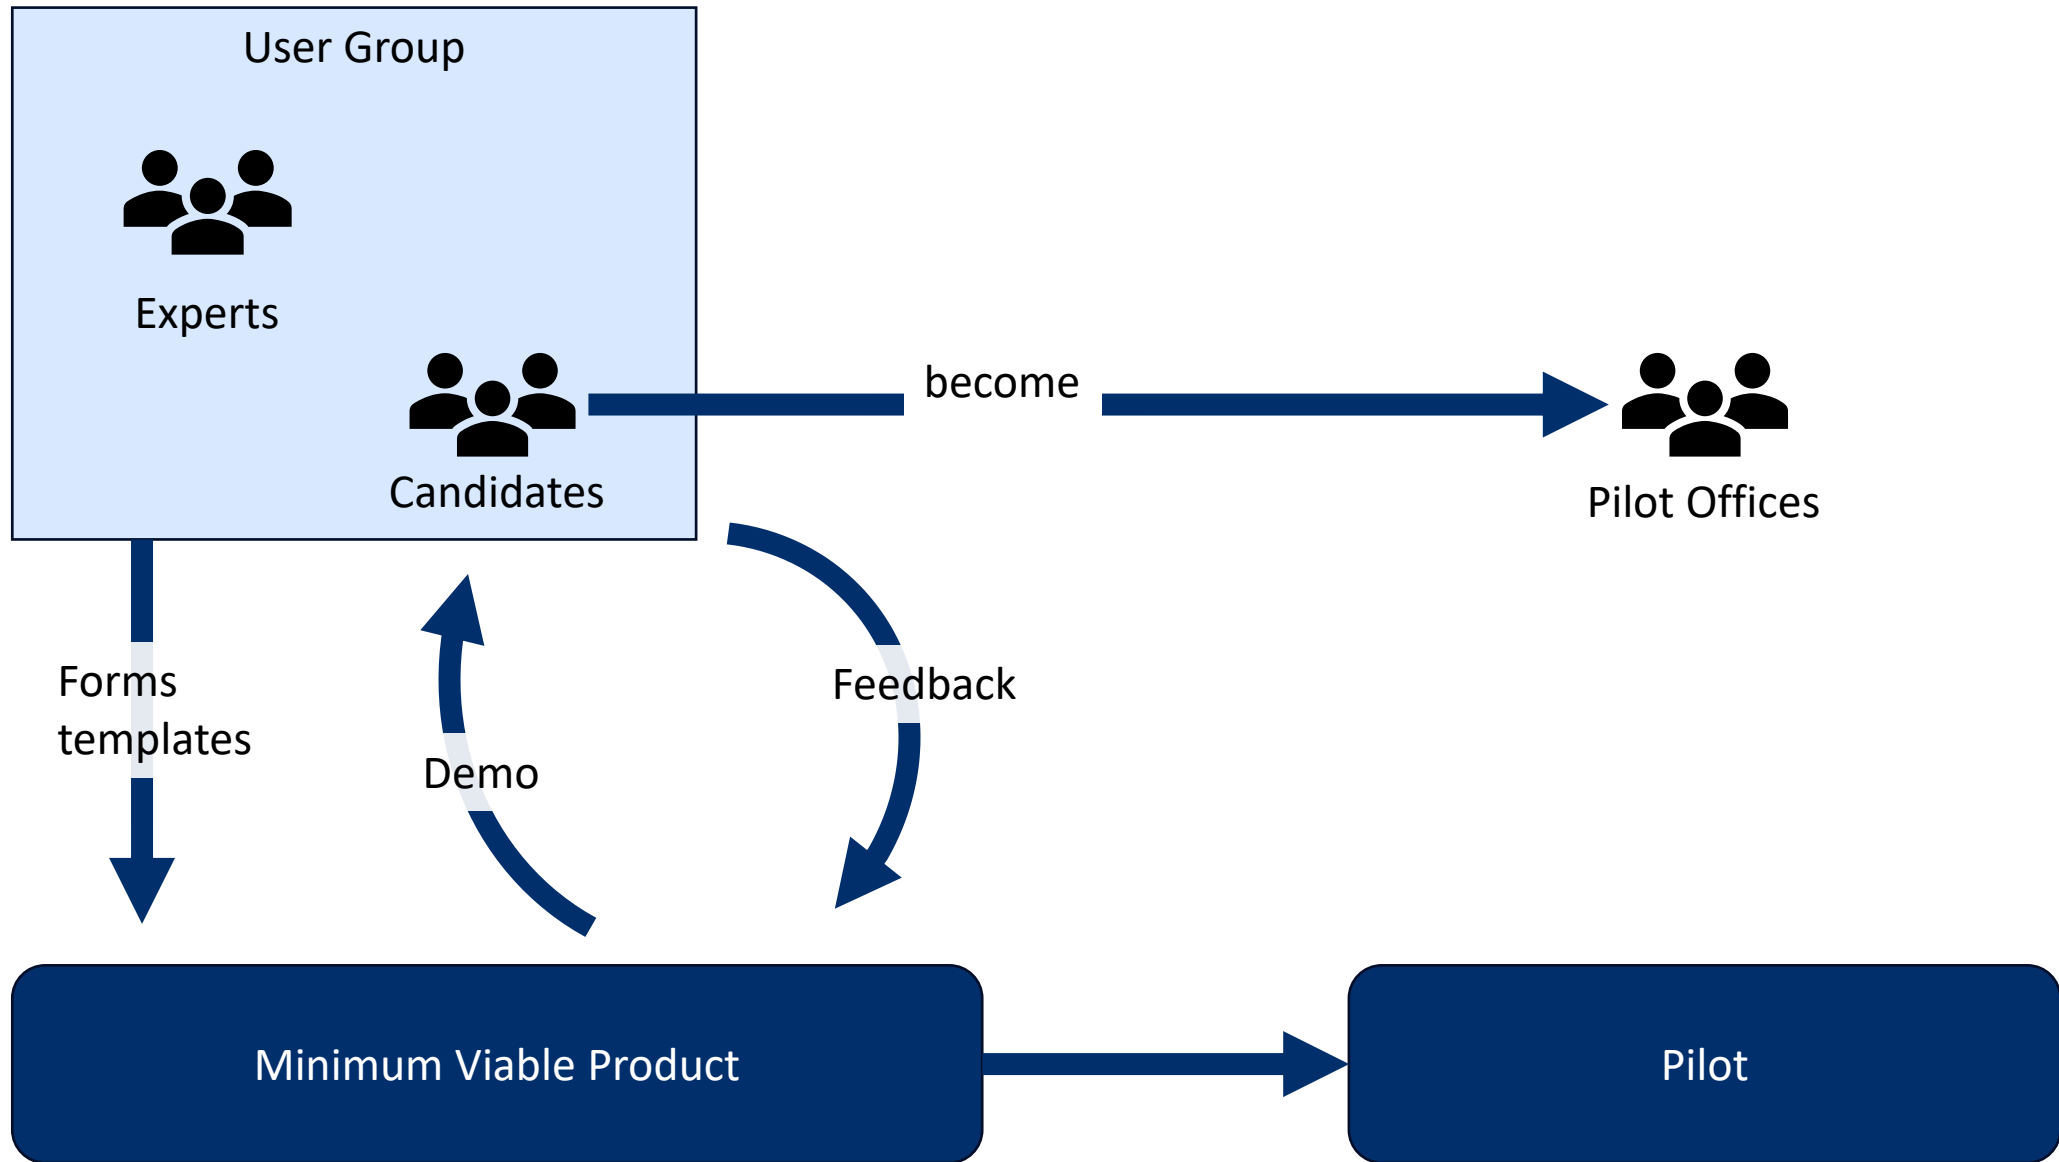 User Group
Experts
become
Candidates
Pilot Offices
Forms
templates
Feedback
Demo
Minimum Viable Product
Pilot